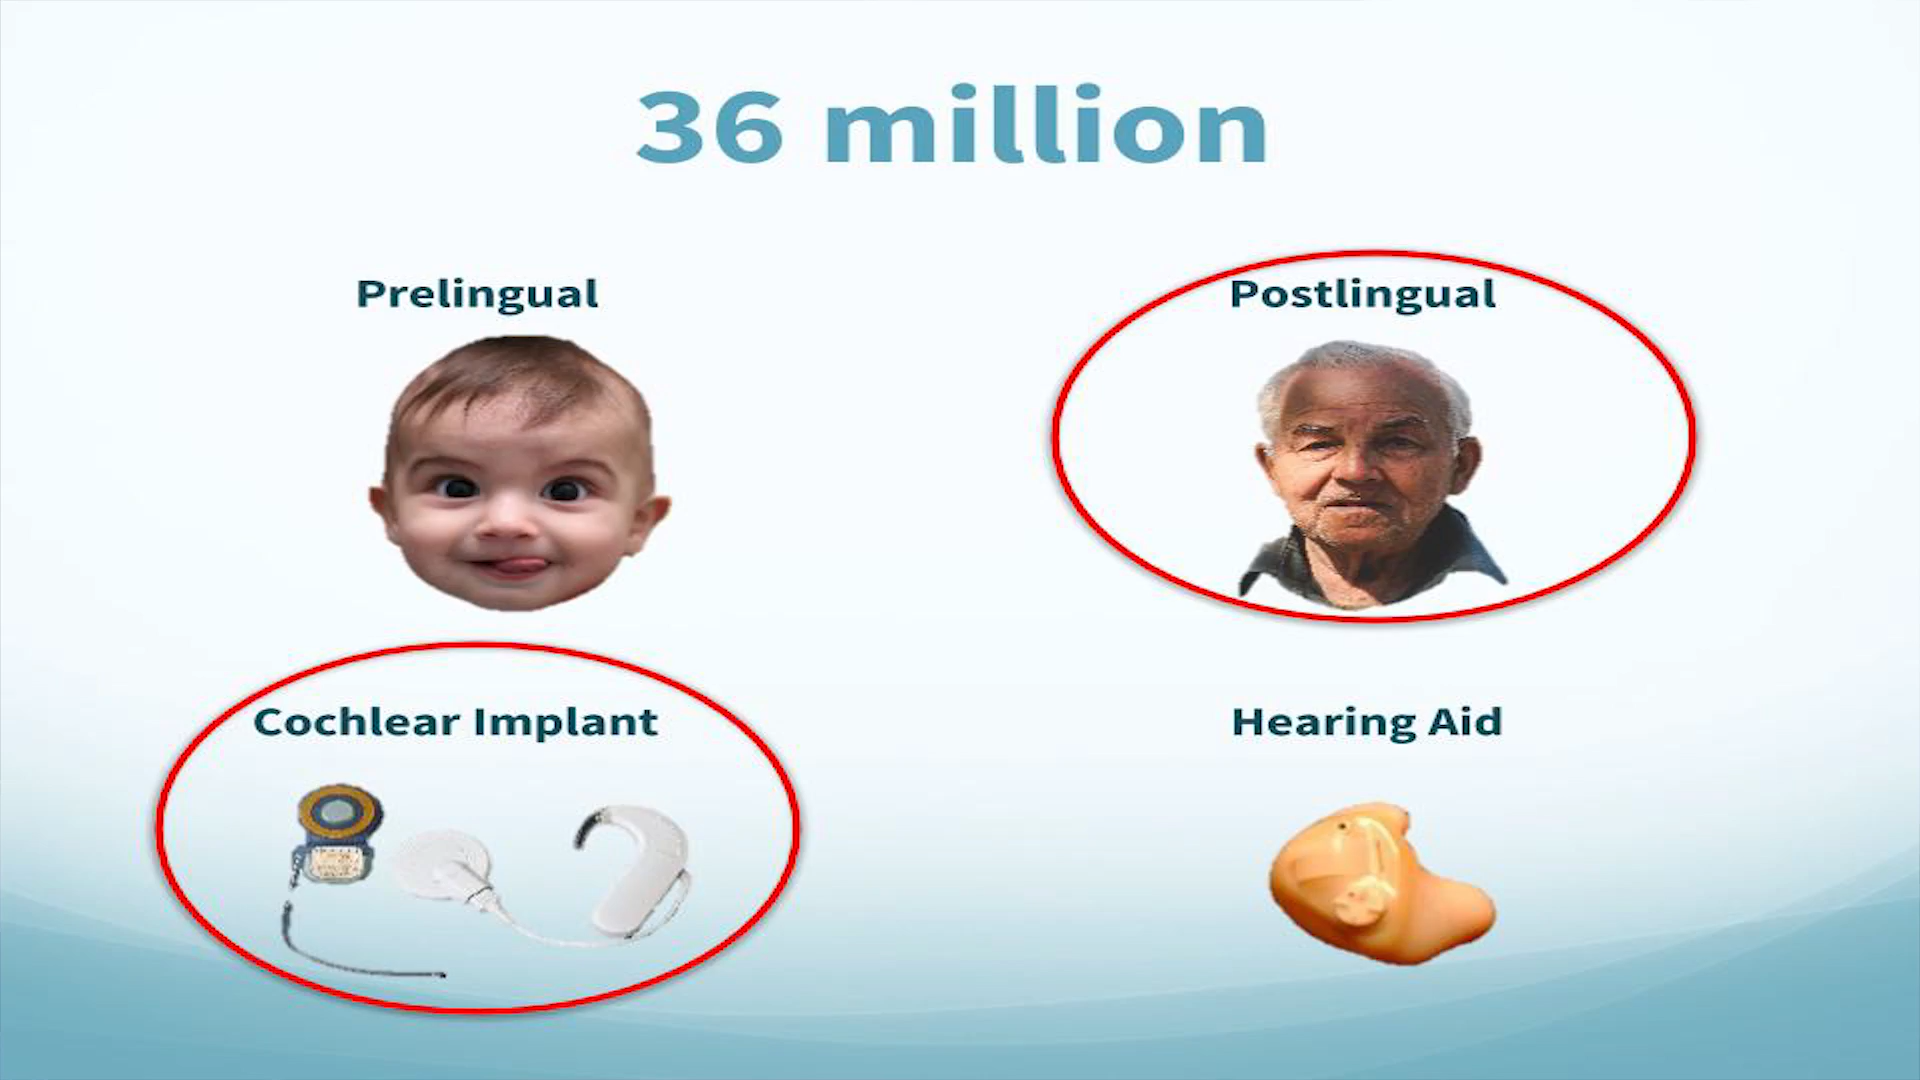 36 million
Prelingual
Postlingual
Cochlear Implant
Hearing Aid